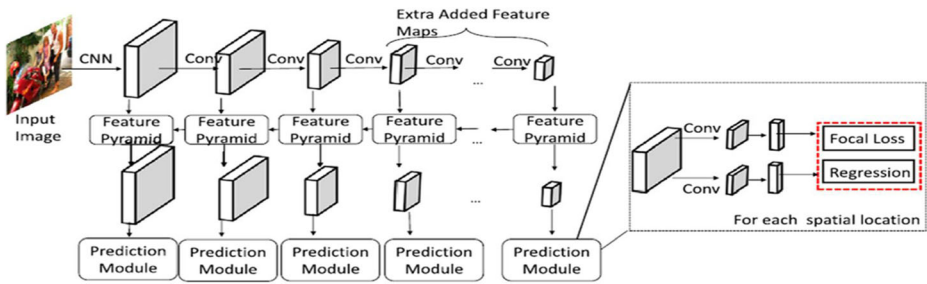 Extra Added Feature
Maps
CNN
Conv
Conv
Conv
Conv
...
Conv
Input
Image
Feature
Pyramid
Feature
Pyramid
Feature
Pyramid
Feature
Pyramid
...
Feature
Pyramid
...
Prediction
Module
Prediction
Module
Prediction
Module
Prediction
Module
Prediction
Module
Conv
Focal Loss
Conv
Regression
For each spatial location